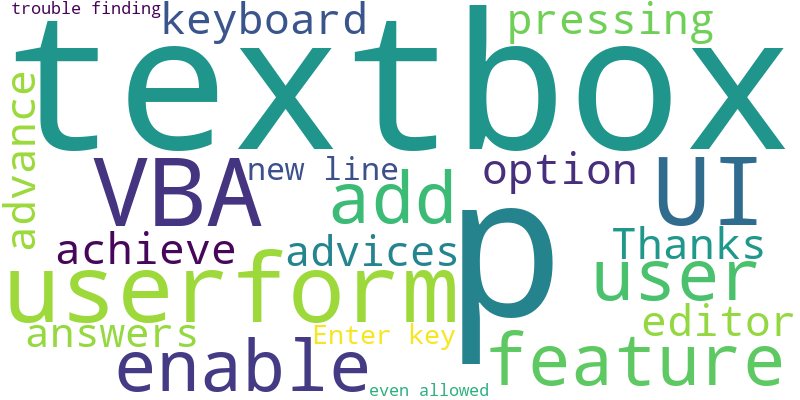 trouble finding
keyboard
pressing
textbox
advance
VBA
new line
option
UI
add
p
achieve
advices
Thanks
userform
user
answers
Enter key
editor
enable
feature
even allowed